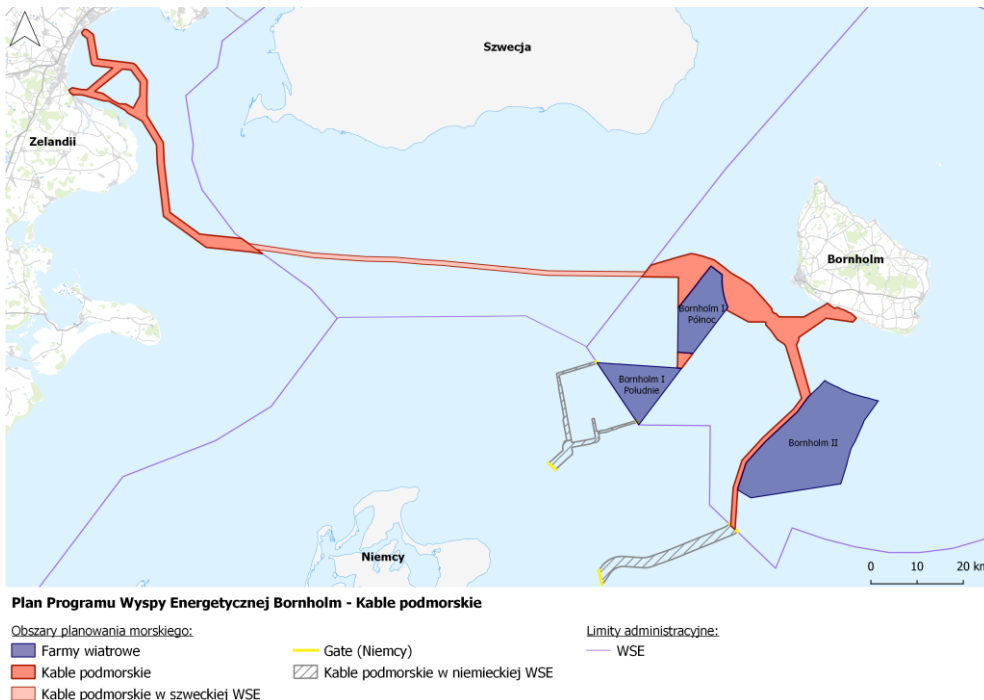 Szwecja
Zelandii
Bornholm
Bornholm I
Północ
Bornholm I
Południe
Bornholm II
Niemcy
0 10 20 km
Plan Programu Wyspy Energetycznej Bornholm - Kable podmorskie
Obszary planowania morskiego:
Farmy wiatrowe
Kable podmorskie
Kable podmorskie w szweckiej WSE
Gate (Niemcy)
Kable podmorskie w niemieckiej WSE
Limity administracyjne:
WSE